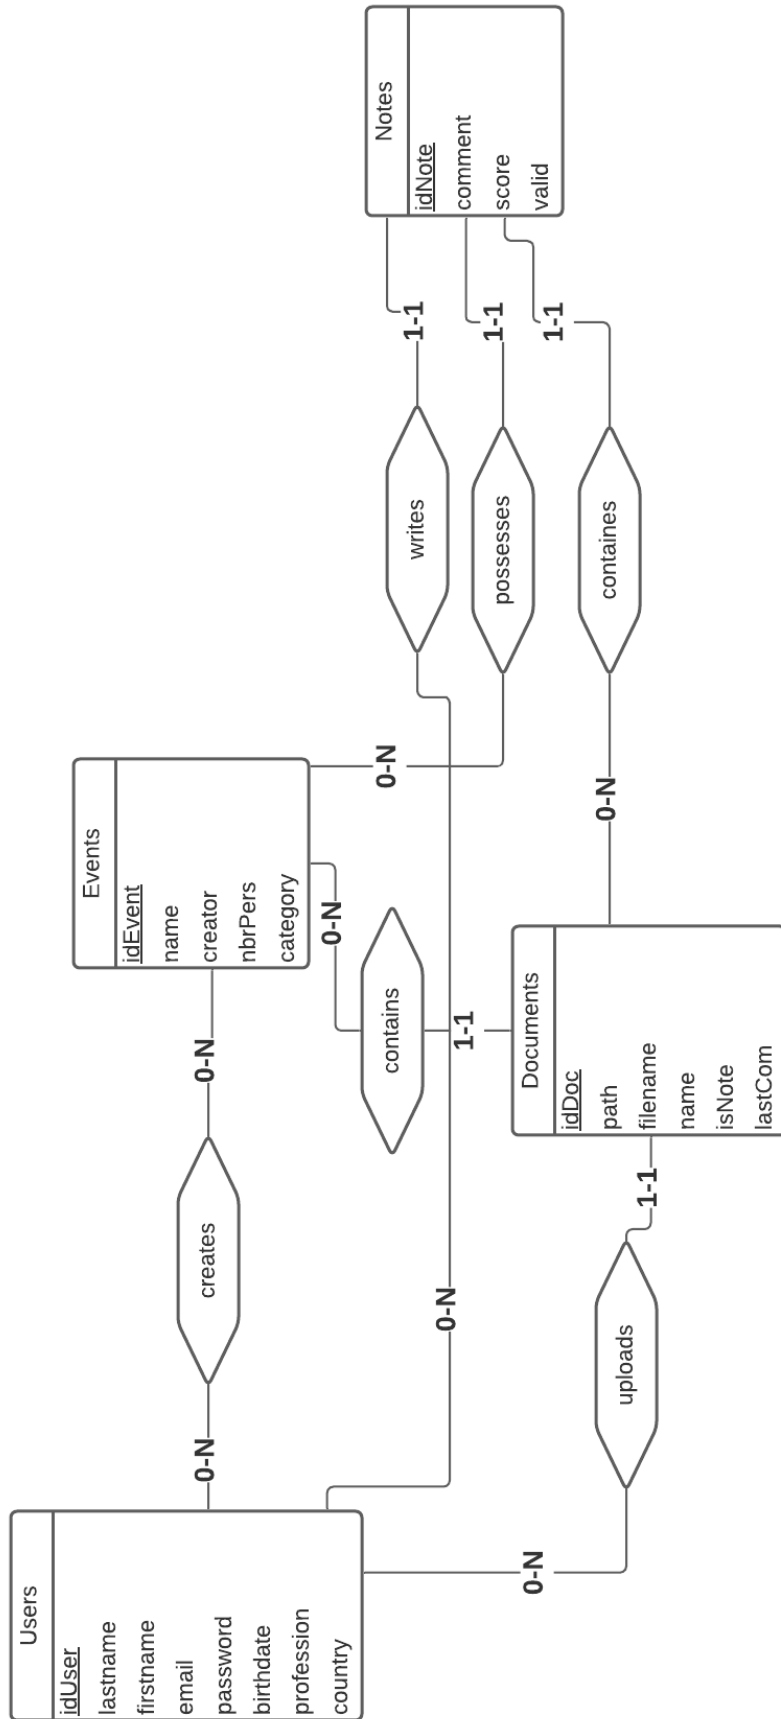 Users
idUser
lastname
firstname
email
password
birthdate
profession
country
0-N
creates
0-N
Events
idEvent
name
creator
nbrPers
category
0-N
contains
1-1
0-N
writes
1-1
0-N
possesses
1-1
Notes
idNote
comment
score
valid
0-N
uploads
1-1
Documents
idDoc
path
filename
name
isNote
lastCom
0-N
containes
1-1